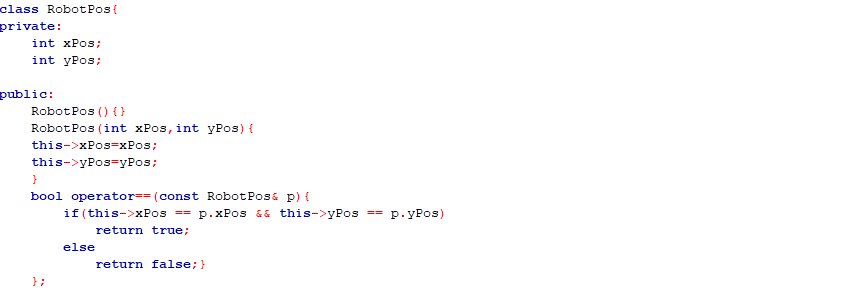 class RobotPos{
private:
    int xPos;
    int yPos;

public:
    RobotPos(){}
    RobotPos(int xPos,int yPos){
    this->xPos=xPos;
    this->yPos=yPos;
    }
    bool operator==(const RobotPos& p){
        if(this->xPos == p.xPos && this->yPos == p.yPos)
            return true;
        else
            return false;}
    };